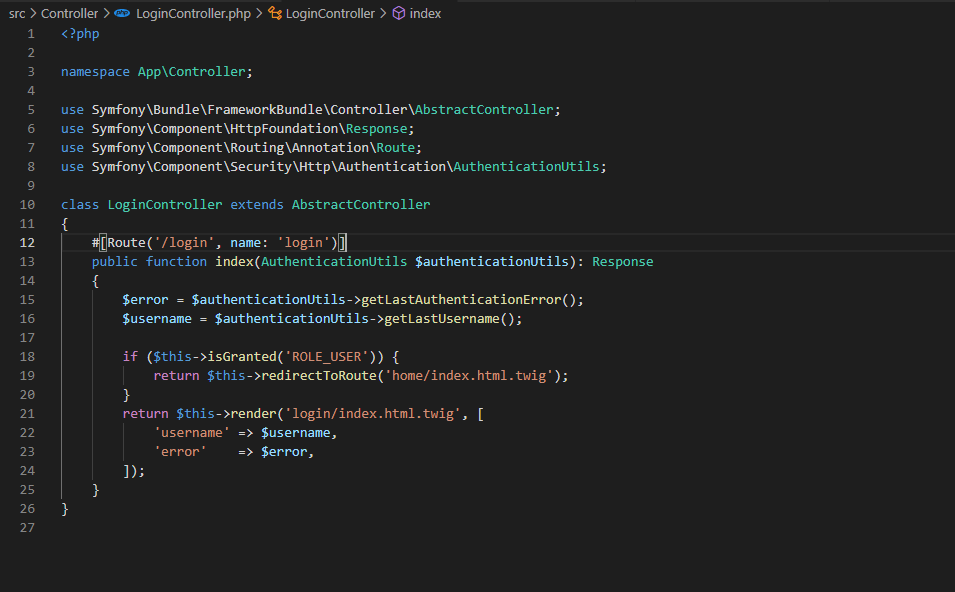 src > Controller > LoginController.php > LoginController > index
1 <?php
2
3 namespace App\Controller;
4
5 use Symfony\Bundle\FrameworkBundle\Controller\AbstractController;
6 use Symfony\Component\HttpFoundation\Response;
7 use Symfony\Component\Routing\Annotation\Route;
8 use Symfony\Component\Security\Http\Authentication\AuthenticationUtils;
9
10 class LoginController extends AbstractController
11 {
12     #[Route('/login', name: 'login')]
13     public function index(AuthenticationUtils $authenticationUtils): Response
14     {
15         $error = $authenticationUtils->getLastAuthenticationError();
16         $username = $authenticationUtils->getLastUsername();
17
18         if ($this->isGranted('ROLE_USER')) {
19             return $this->redirectToRoute('home/index.html.twig');
20         }
21         return $this->render('login/index.html.twig', [
22             'username' => $username,
23             'error'    => $error,
24         ]);
25     }
26 }
27